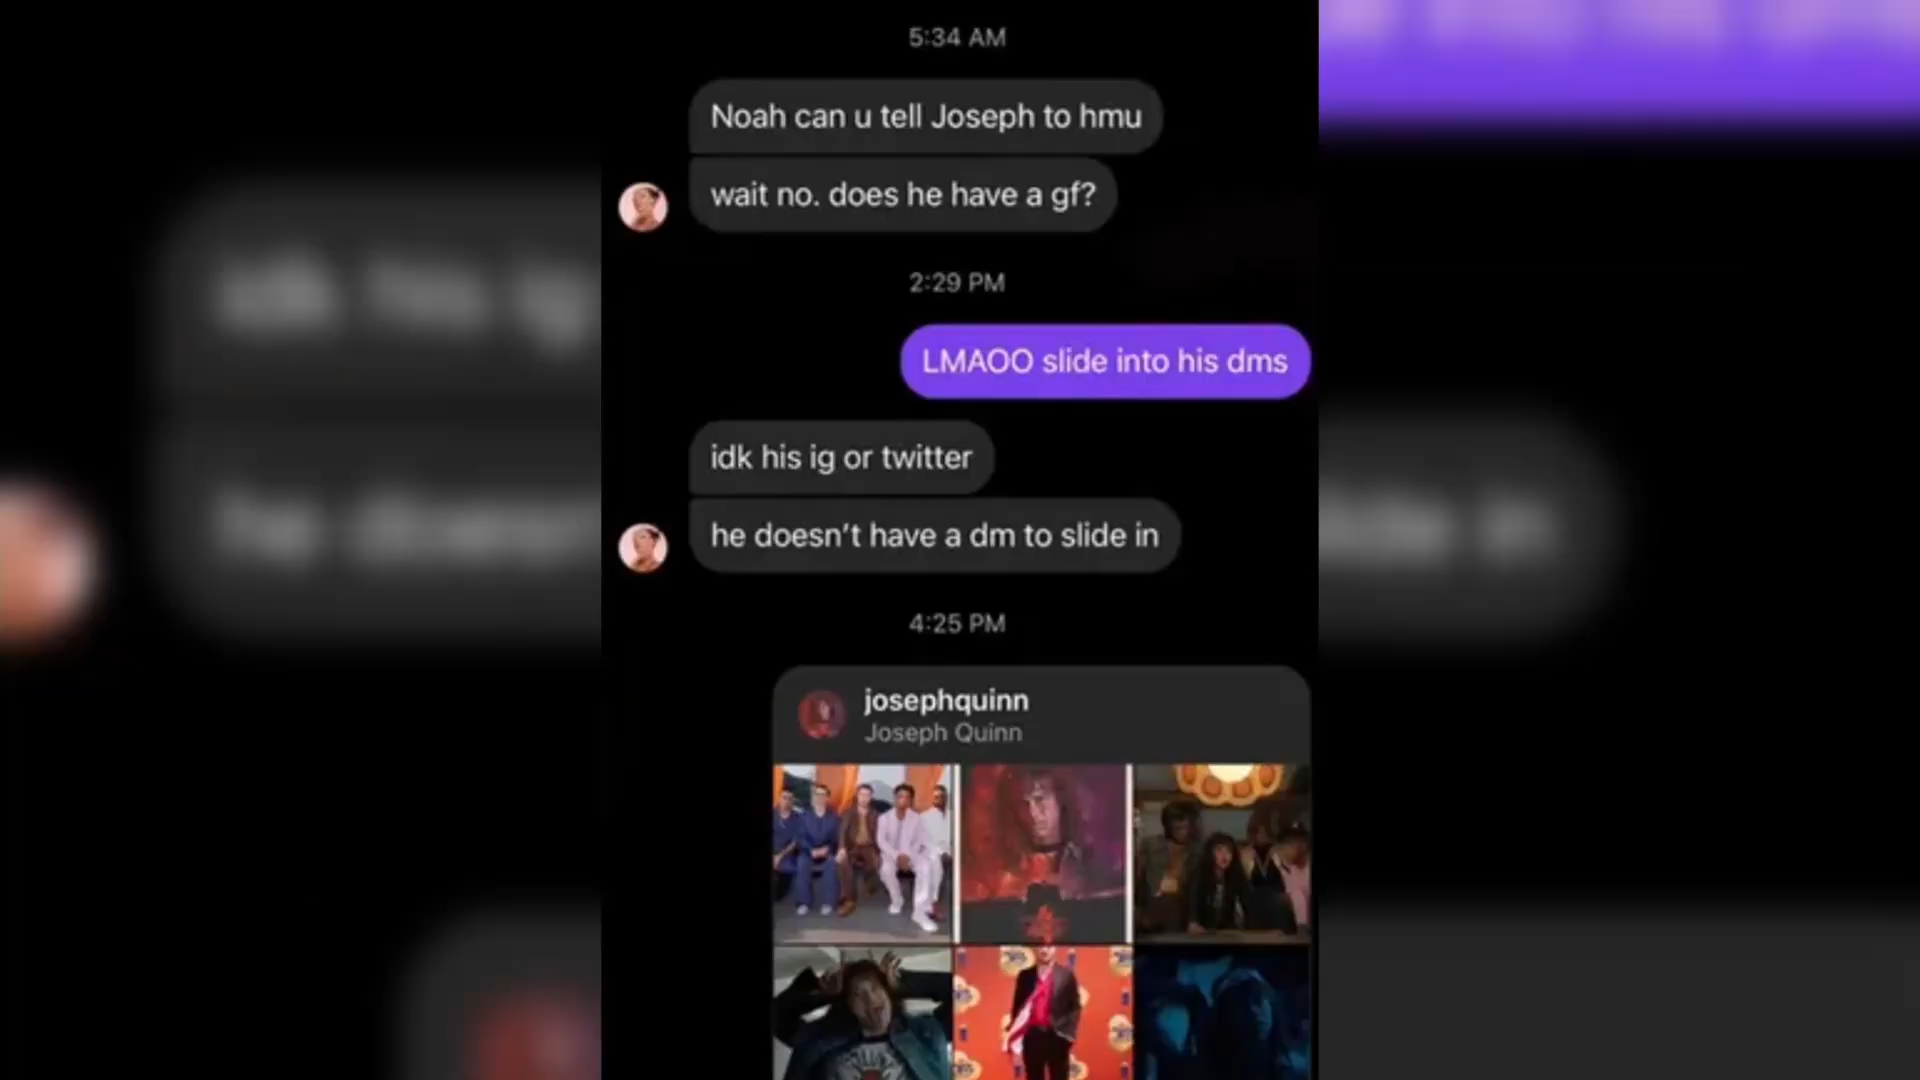 5:34 AM
Noah can u tell Joseph to hmu
wait no. does he have a gf?
2:29 PM
LMAOO slide into his dms
idk his ig or twitter
he doesn't have a dm to slide in
4:25 PM
josephquinn
Joseph Quinn